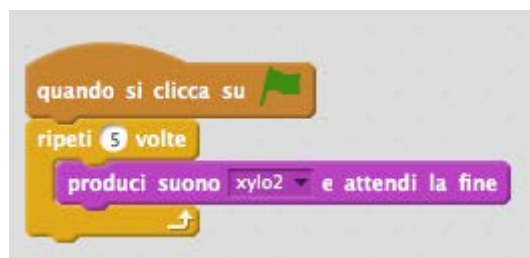 quando si clicca su
ripeti 5 volte
produci suono xylo2 e attendi la fine